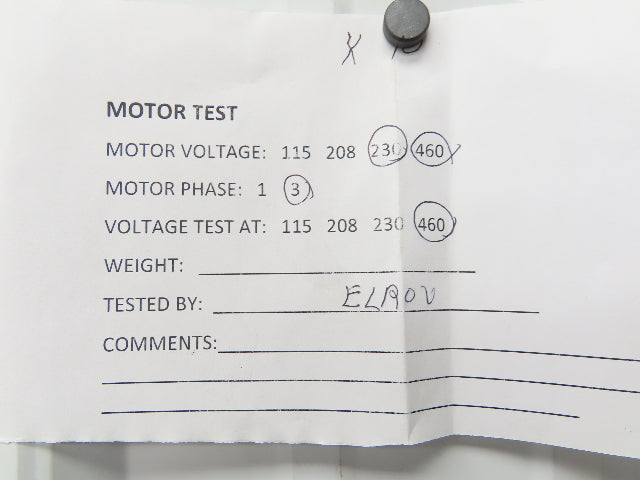 X
MOTOR TEST
MOTOR VOLTAGE: 115 208 230 460
MOTOR PHASE: 1 3
VOLTAGE TEST AT: 115 208 230 460
WEIGHT:
TESTED BY: ELROU
COMMENTS: